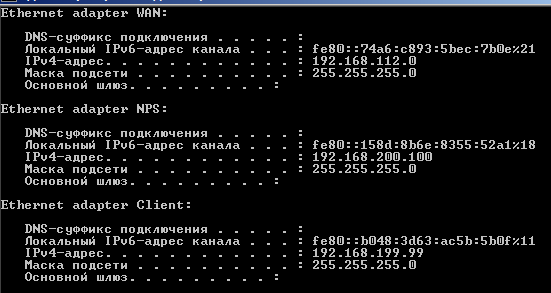 Ethernet adapter WAN:
DNS-суффикс подключения . . . . . :
Локальный IPv6-адрес канала . . . : fe80::74a6:c893:5bec:7b0e%21
IPv4-адрес. . . . . . . . . . . . : 192.168.112.0
Маска подсети . . . . . . . . . . : 255.255.255.0
Основной шлюз. . . . . . . . . :
Ethernet adapter NPS:
DNS-суффикс подключения . . . . . :
Локальный IPv6-адрес канала . . . : fe80::158d:8b6e:8355:52a1%18
IPv4-адрес. . . . . . . . . . . . : 192.168.200.100
Маска подсети . . . . . . . . . . : 255.255.255.0
Основной шлюз. . . . . . . . . :
Ethernet adapter Client:
DNS-суффикс подключения . . . . . :
Локальный IPv6-адрес канала . . . : fe80::b048:3d63:ac5b:5b0f%11
IPv4-адрес. . . . . . . . . . . . : 192.168.199.99
Маска подсети . . . . . . . . . . : 255.255.255.0
Основной шлюз. . . . . . . . . :